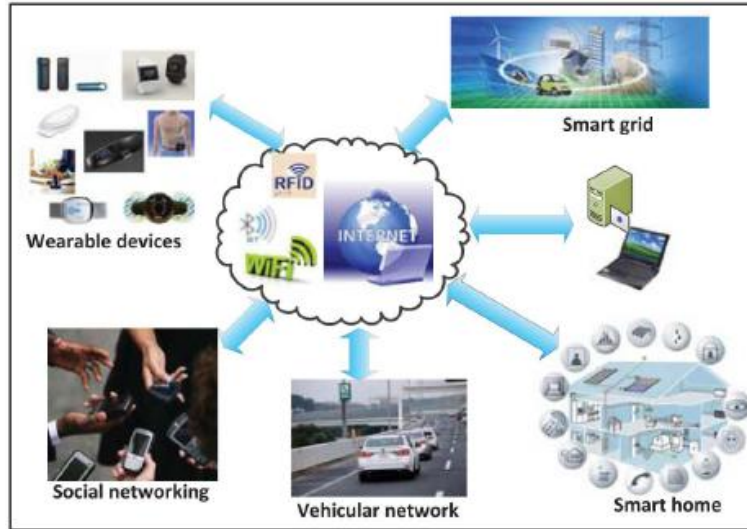 Smart grid
RFID
INTERNET
WiFi
Wearable devices
Social networking
Vehicular network
Smart home